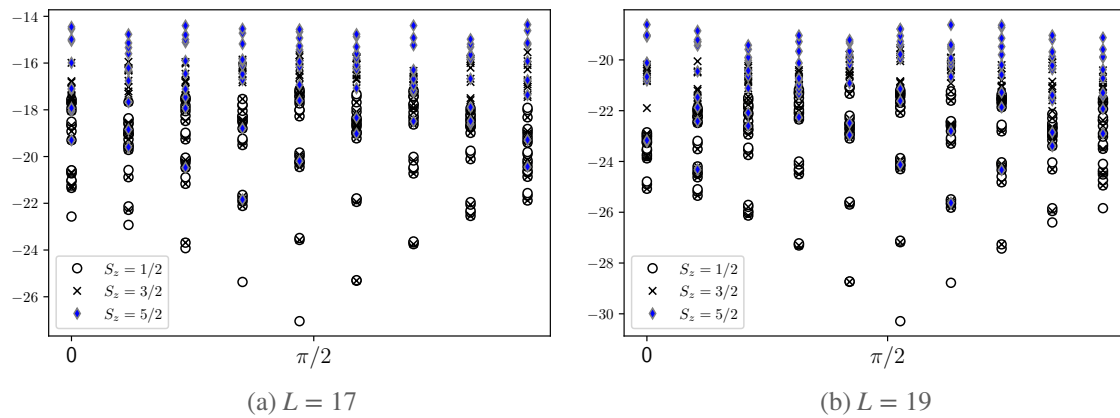 −14
−16
−18
−20
−22
−24
−26
S_z = 1/2
S_z = 3/2
S_z = 5/2
0
π/2
(a) L = 17
−20
−22
−24
−26
−28
−30
S_z = 1/2
S_z = 3/2
S_z = 5/2
0
π/2
(b) L = 19